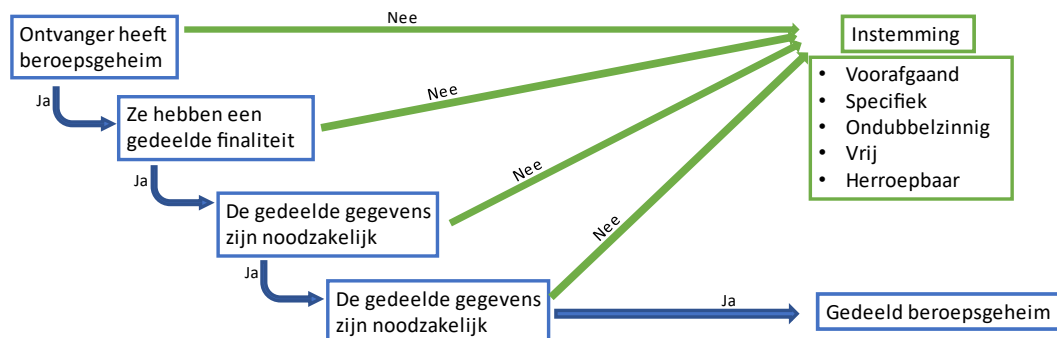 Nee
Ontvanger heeft
beroepsgeheim
Instemming
Ja
Nee
Ze hebben een
gedeelde finaliteit
• Voorafgaand
• Specifiek
• Ondubbelzinnig
• Vrij
• Herroepbaar
Ja
Nee
De gedeelde gegevens
zijn noodzakelijk
Nee
Ja
De gedeelde gegevens
zijn noodzakelijk
Ja
Gedeeld beroepsgeheim